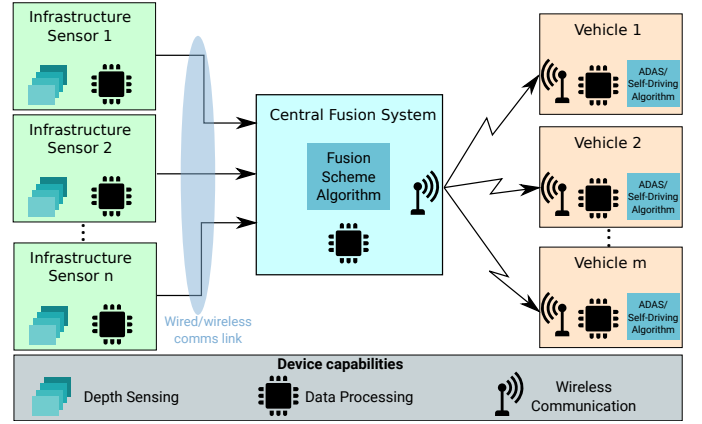 Infrastructure
Sensor 1
Infrastructure
Sensor 2
Infrastructure
Sensor n
Wired/wireless
comms link
Central Fusion System
Fusion
Scheme
Algorithm
Vehicle 1
ADAS/
Self-Driving
Algorithm
Vehicle 2
ADAS/
Self-Driving
Algorithm
Vehicle m
ADAS/
Self-Driving
Algorithm
Device capabilities
Depth Sensing
Data Processing
Wireless
Communication